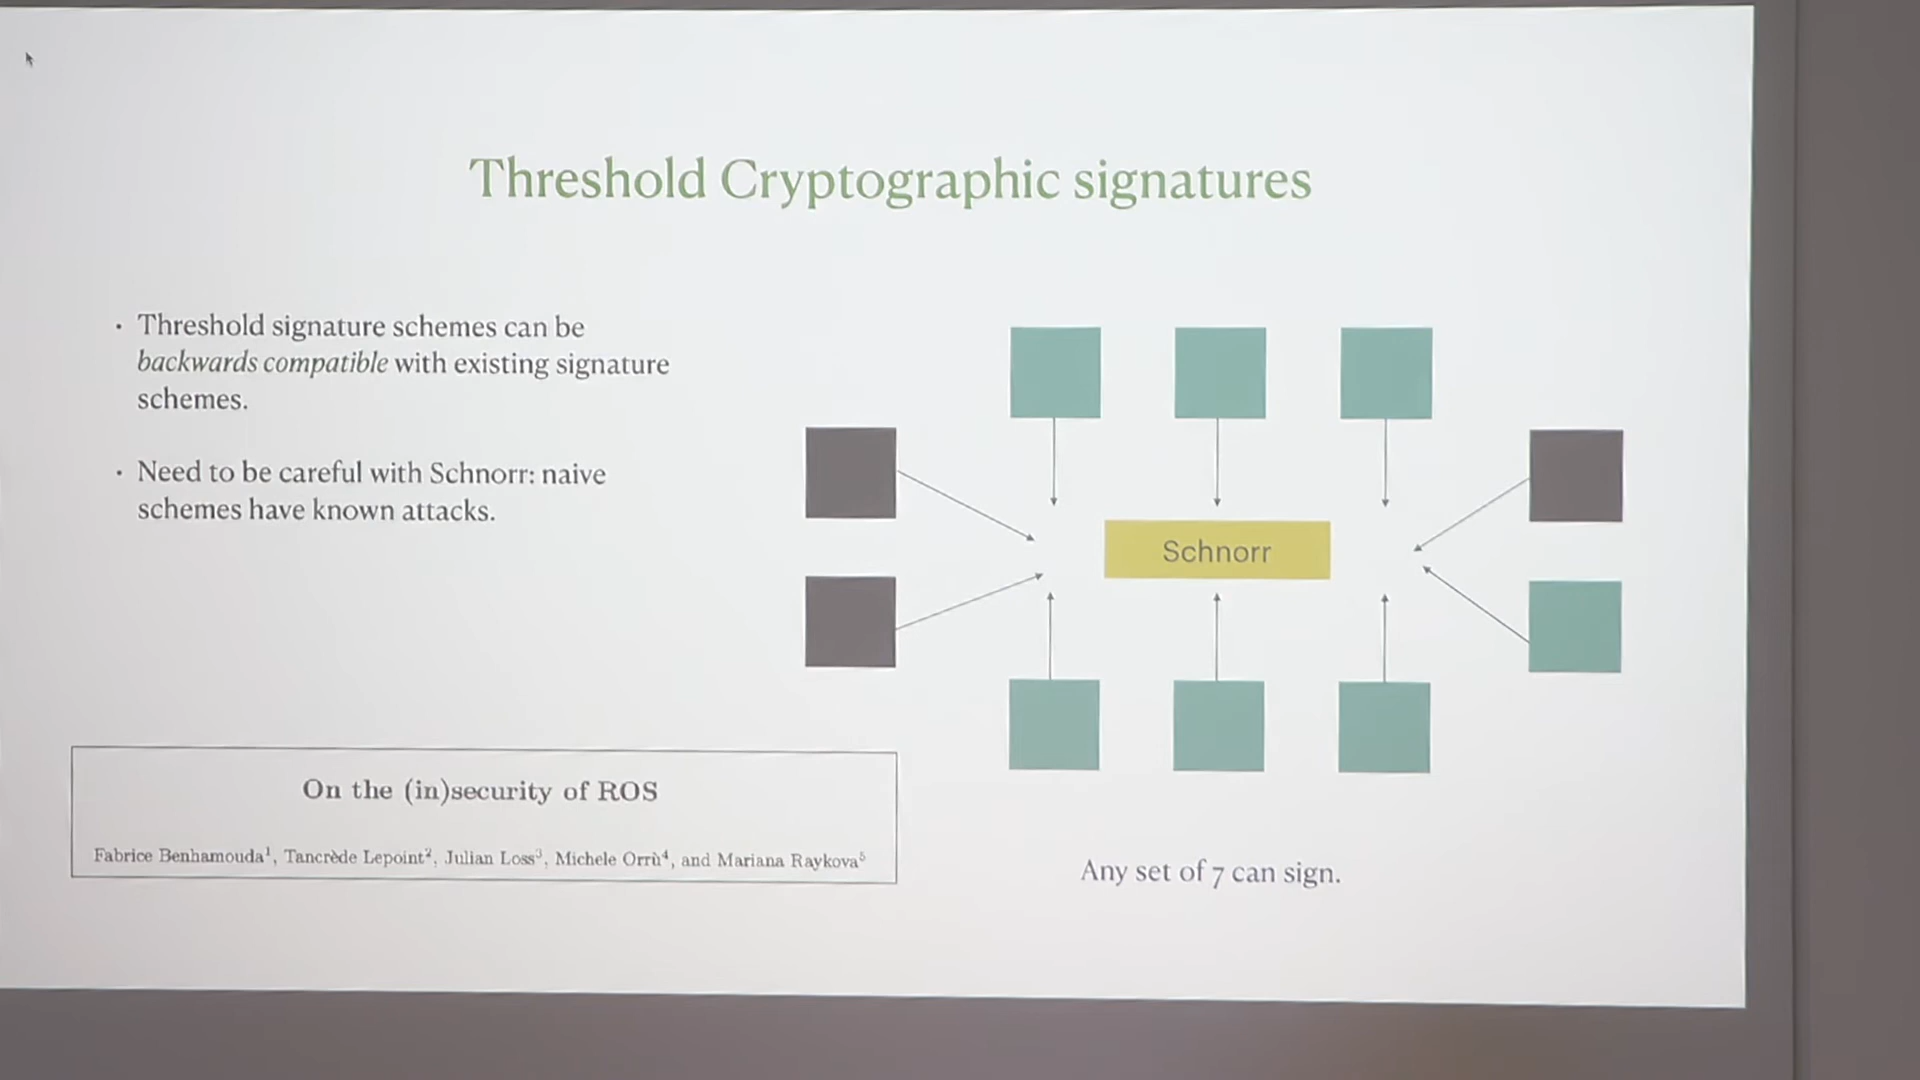 Threshold Cryptographic signatures
· Threshold signature schemes can be
backwards compatible with existing signature
schemes.
· Need to be careful with Schnorr: naive
schemes have known attacks.
On the (in)security of ROS
Fabrice Benhamouda¹, Tancrède Lepoint², Julian Loss³, Michele Orrù⁴, and Mariana Raykova⁵
Schnorr
Any set of 7 can sign.